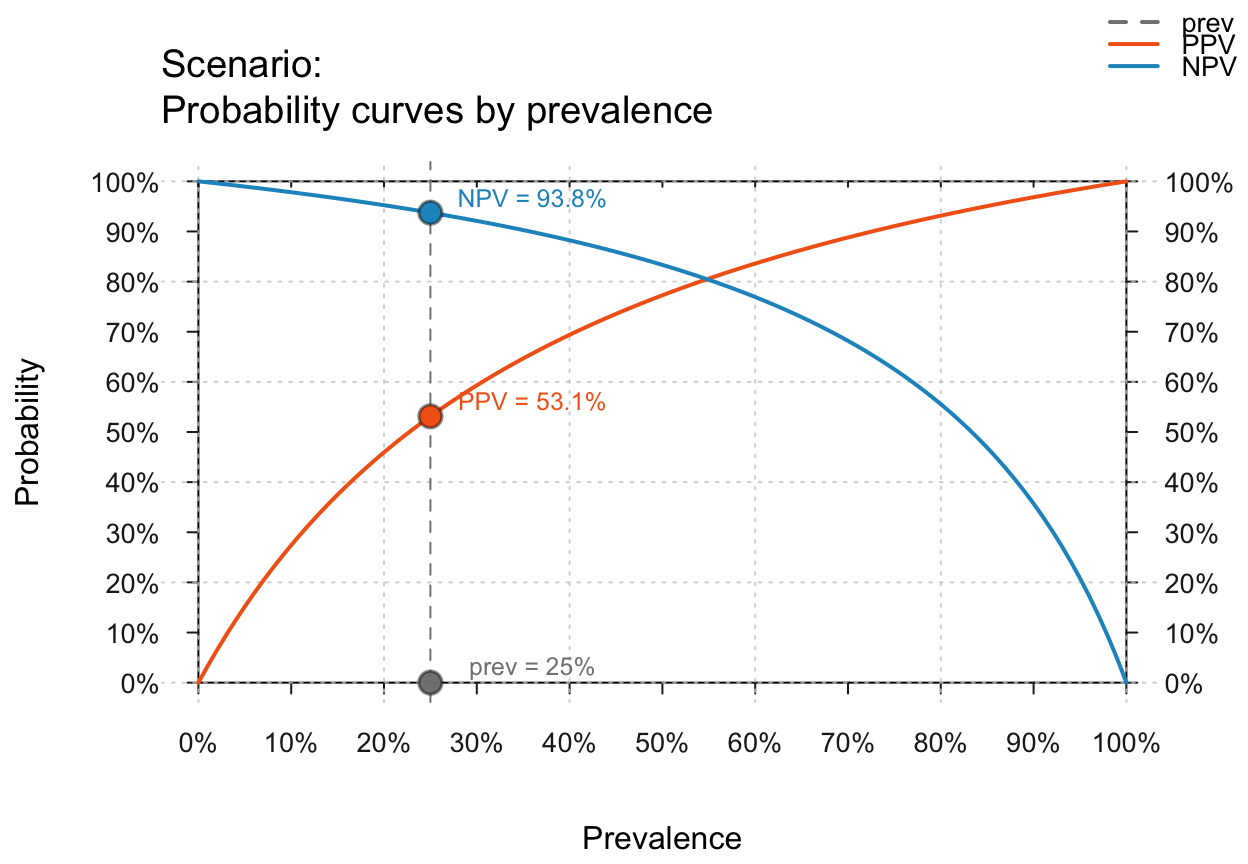 prev
PPV
NPV
Scenario:
Probability curves by prevalence
100%
90%
80%
70%
60%
50%
40%
30%
20%
10%
0%
Probability
NPV = 93.8%
PPV = 53.1%
prev = 25%
100%
90%
80%
70%
60%
50%
40%
30%
20%
10%
0%
0% 10% 20% 30% 40% 50% 60% 70% 80% 90% 100%
Prevalence